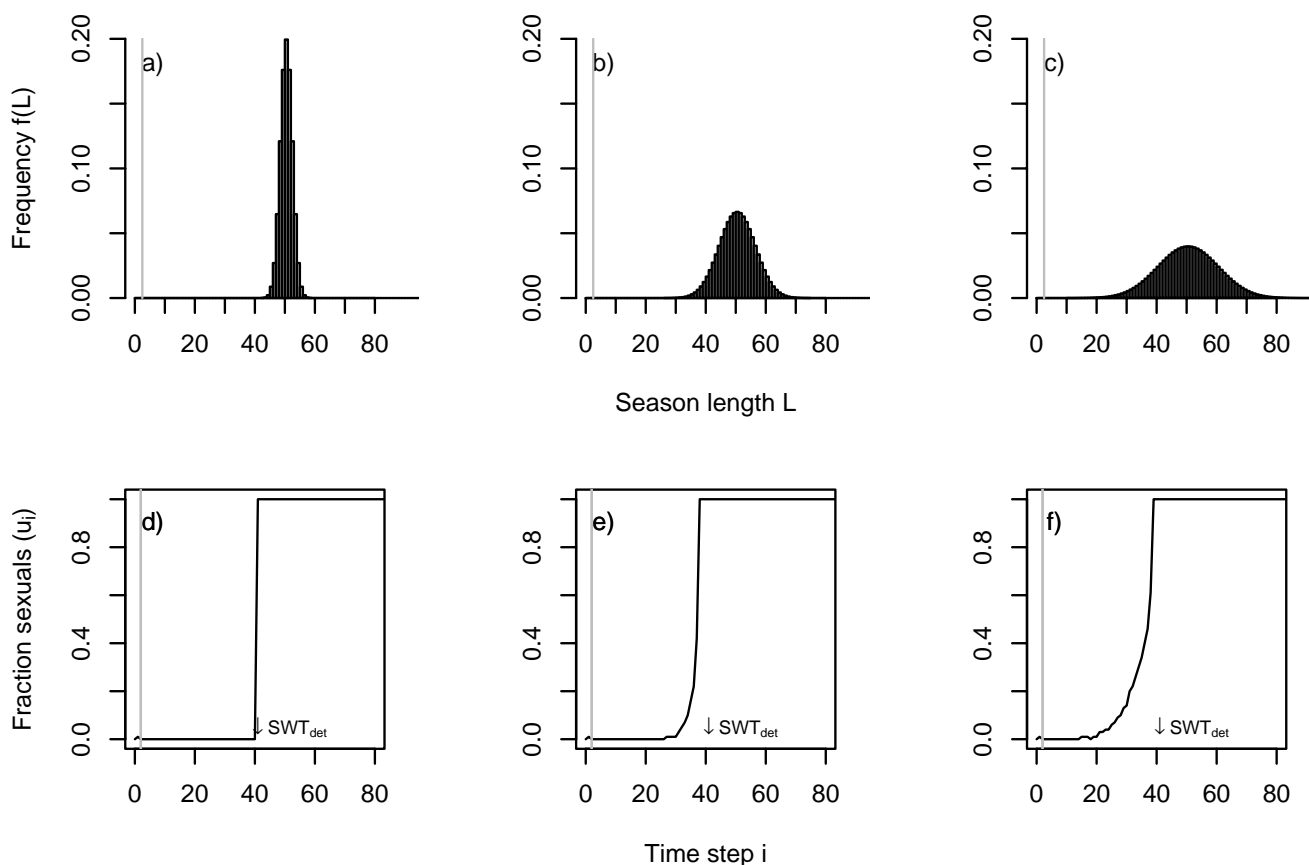 a)
b)
c)
Frequency f(L)
0.00 0.10 0.20
0.00 0.10 0.20
0.00 0.10 0.20
0 20 40 60 80
0 20 40 60 80
0 20 40 60 80
Season length L
d)
e)
f)
Fraction sexuals (ui)
0.0 0.4 0.8
0.0 0.4 0.8
0.0 0.4 0.8
↓ SWTdet
↓ SWTdet
↓ SWTdet
0 20 40 60 80
0 20 40 60 80
0 20 40 60 80
Time step i